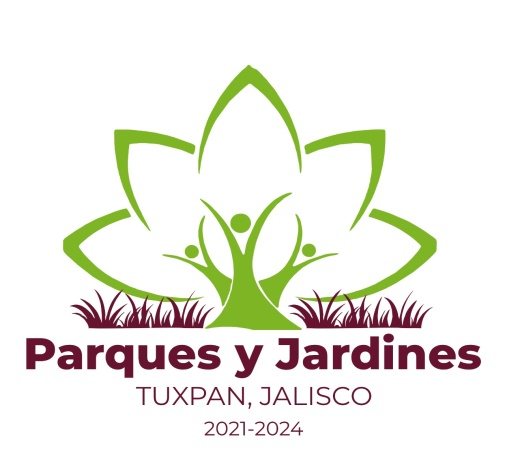 Parques y Jardines
TUXPAN, JALISCO
2021-2024